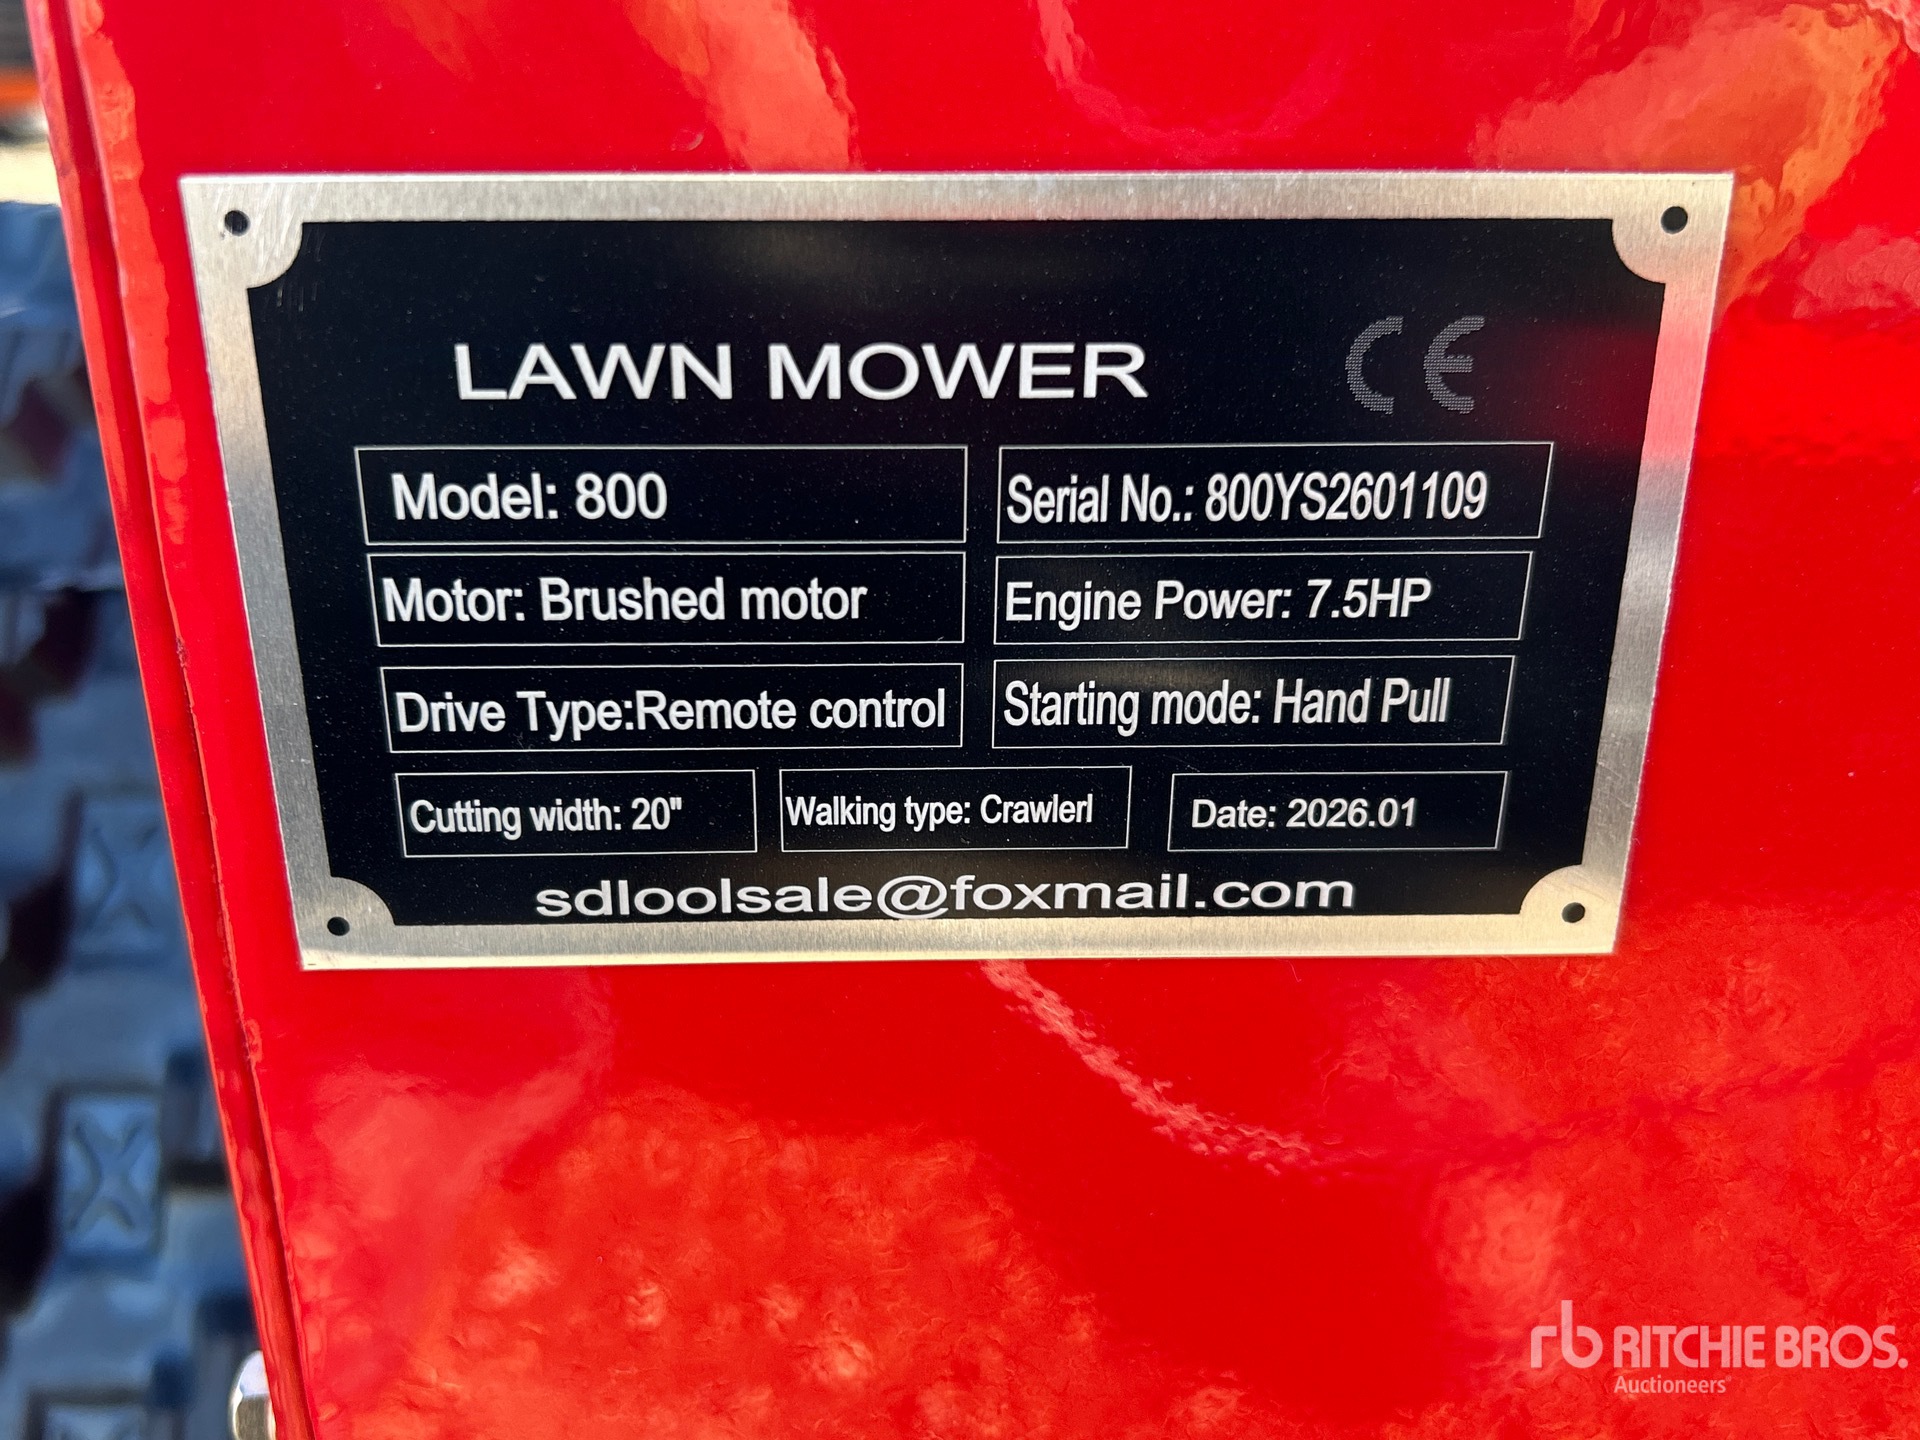 LAWN MOWER CE
Model: 800
Serial No.: 800YS2601109
Motor: Brushed motor
Engine Power: 7.5HP
Drive Type:Remote control
Starting mode: Hand Pull
Cutting width: 20"
Walking type: Crawlerl
Date: 2026.01
sdloolsale@foxmail.com
rb RITCHIE BROS.
Auctioneers